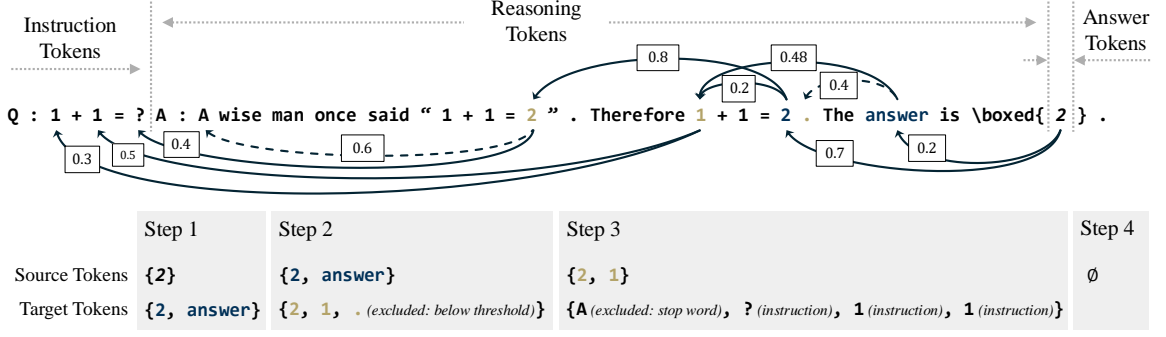 Instruction
Tokens
Reasoning
Tokens
Answer
Tokens
0.8
0.48
0.2
0.4
Q : 1 + 1 = ? A : A wise man once said “ 1 + 1 = 2 ” . Therefore 1 + 1 = 2 . The answer is \boxed{ 2 } .
0.3
0.5
0.4
0.6
0.7
0.2
Step 1
Step 2
Step 3
Step 4
Source Tokens {2} {2, answer} {2, 1} ∅
Target Tokens {2, answer} {2, 1, . (excluded: below threshold)} {A (excluded: stop word), ? (instruction), 1 (instruction), 1 (instruction)}